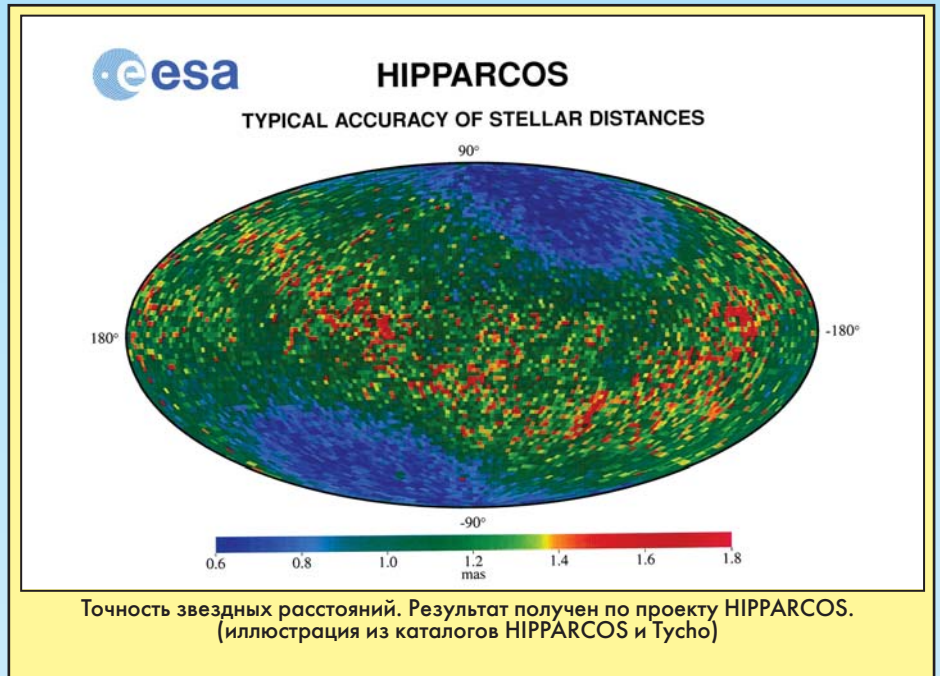 esa
HIPPARCOS
TYPICAL ACCURACY OF STELLAR DISTANCES
90°
180°
-180°
-90°
0.6 0.8 1.0 1.2 1.4 1.6 1.8
mas
Точность звездных расстояний. Результат получен по проекту HIPPARCOS.
(иллюстрация из каталогов HIPPARCOS и Tycho)